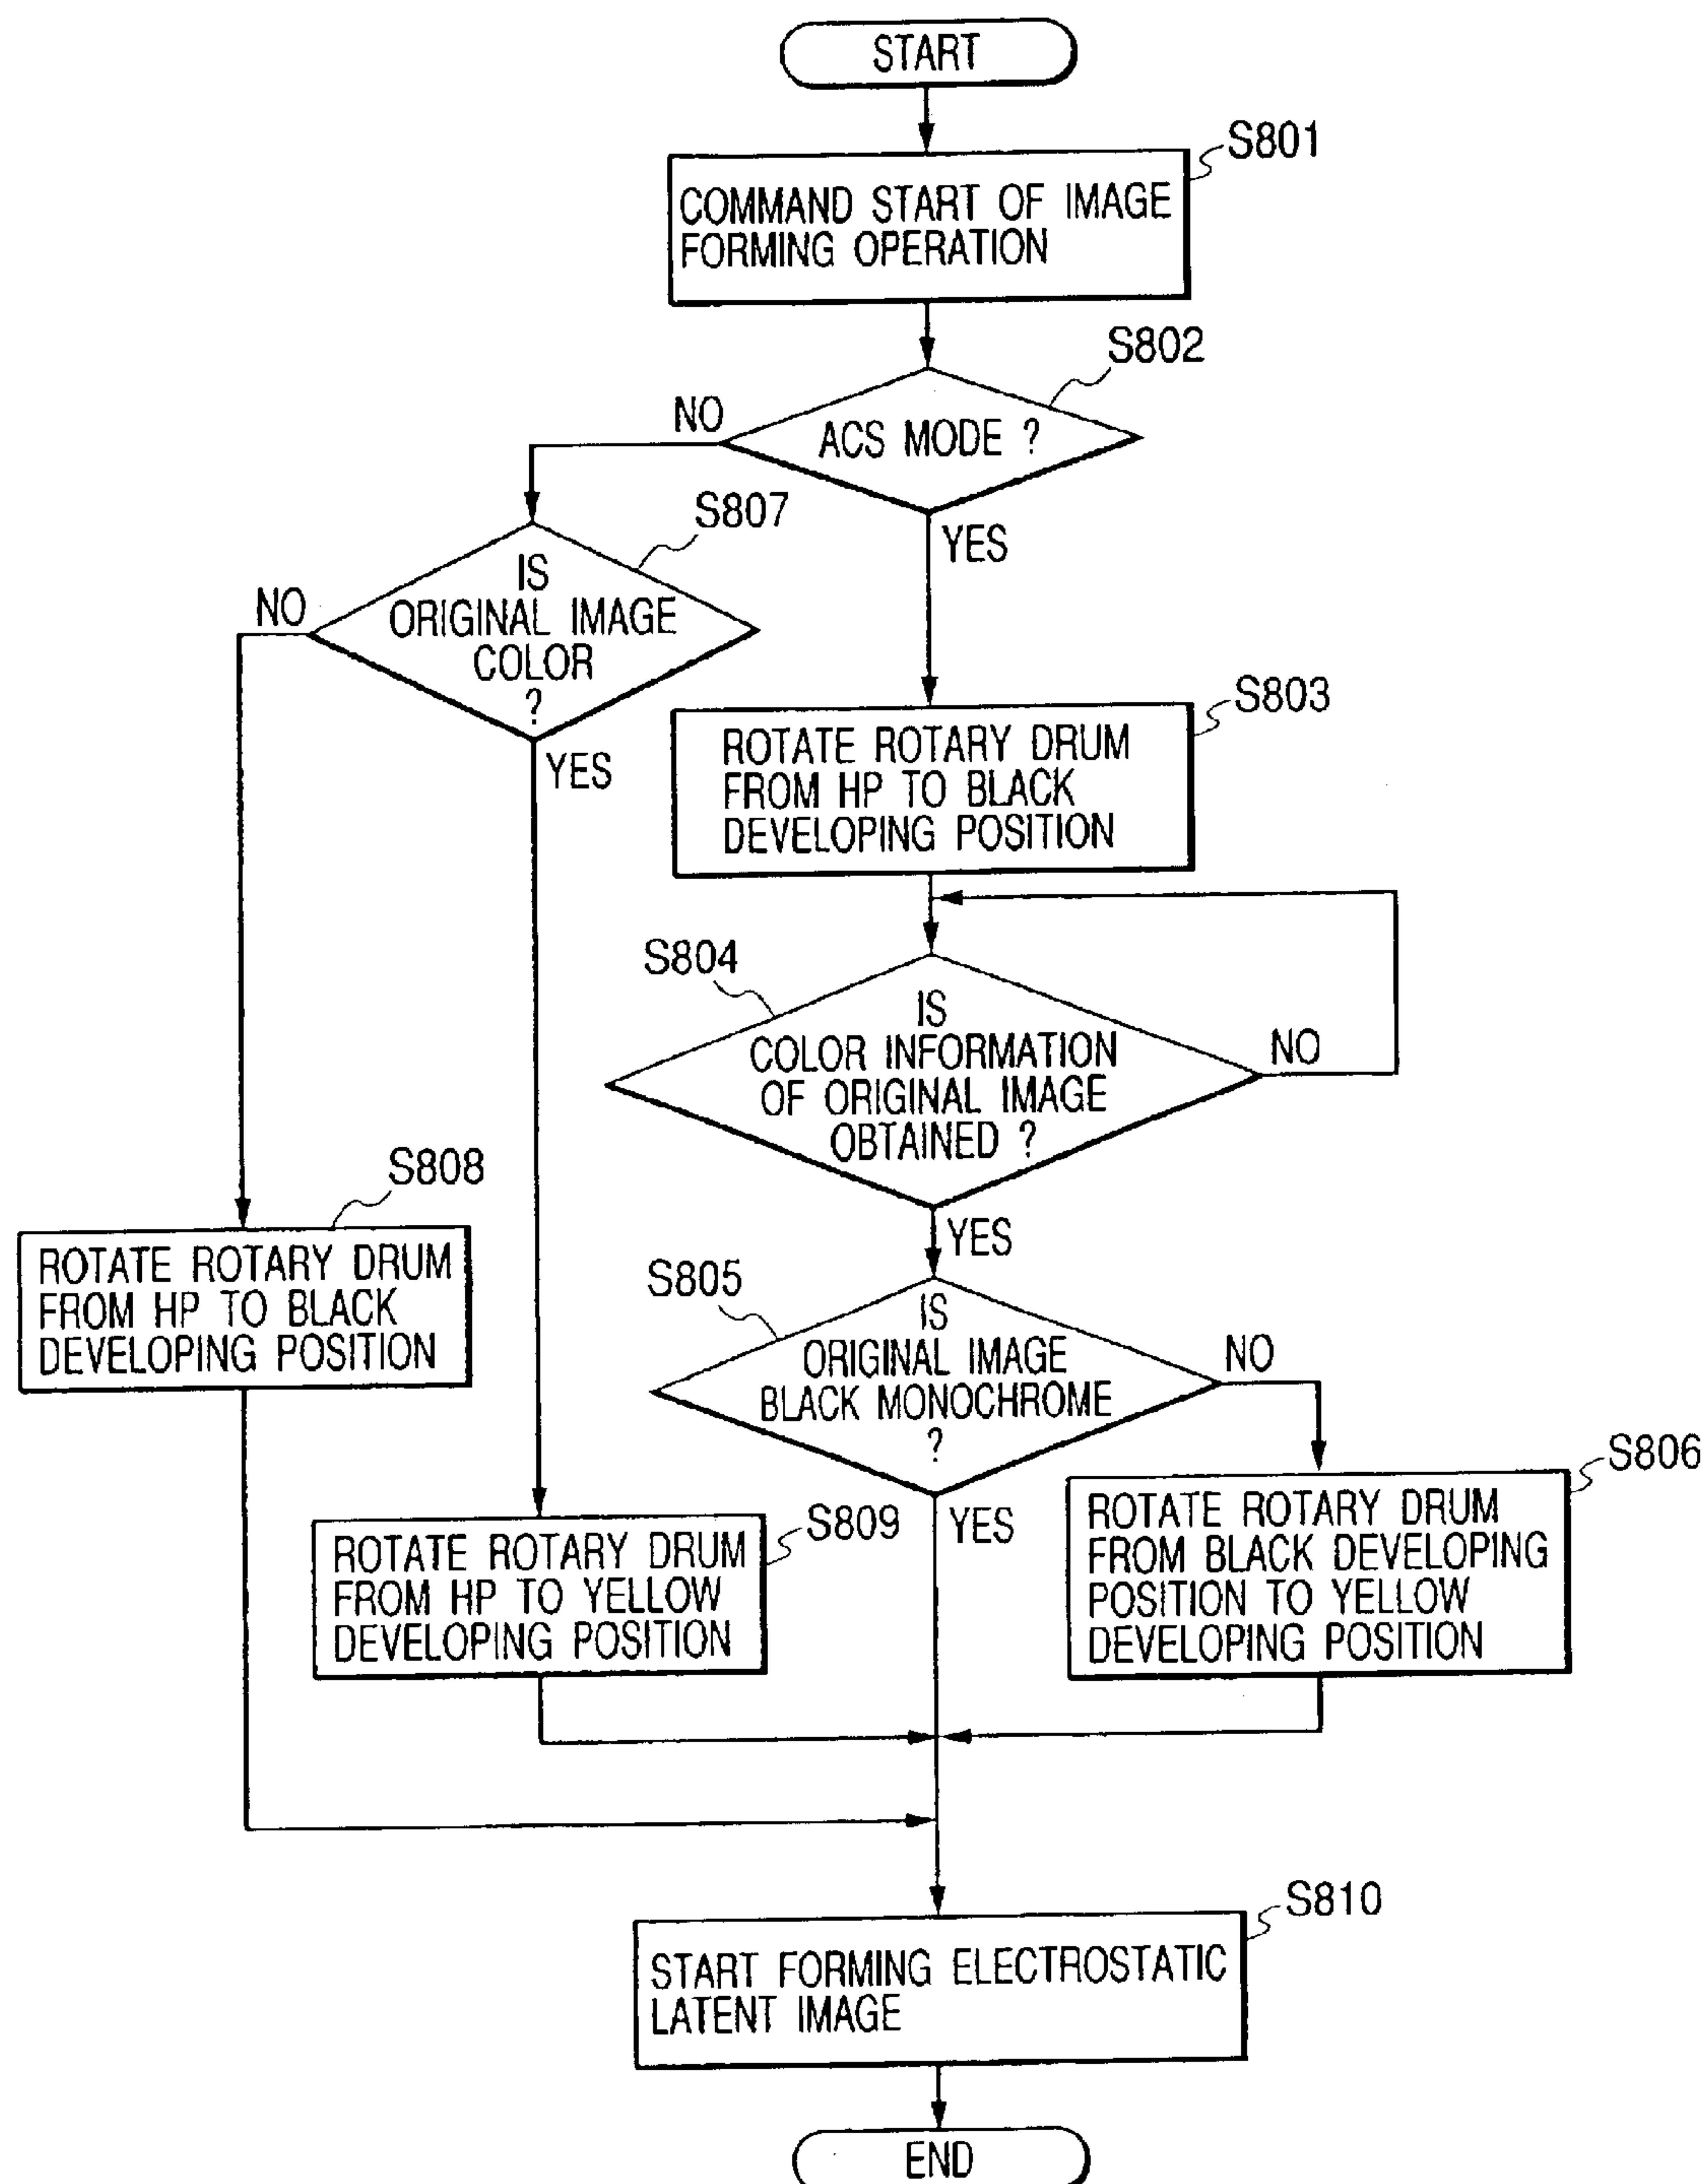 START
S801
COMMAND START OF IMAGE
FORMING OPERATION
S802
NO
ACS MODE ?
YES
S807
NO
IS
ORIGINAL IMAGE
COLOR
?
YES
S803
ROTATE ROTARY DRUM
FROM HP TO BLACK
DEVELOPING POSITION
S804
IS
COLOR INFORMATION
OF ORIGINAL IMAGE
OBTAINED ?
NO
YES
S808
ROTATE ROTARY DRUM
FROM HP TO BLACK
DEVELOPING POSITION
S805
IS
ORIGINAL IMAGE
BLACK MONOCHROME
?
NO
YES
S806
ROTATE ROTARY DRUM
FROM BLACK DEVELOPING
POSITION TO YELLOW
DEVELOPING POSITION
S809
ROTATE ROTARY DRUM
FROM HP TO YELLOW
DEVELOPING POSITION
S810
START FORMING ELECTROSTATIC
LATENT IMAGE
END